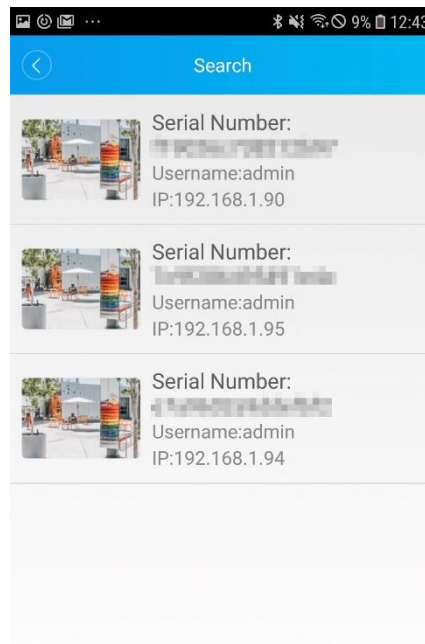 9% 12:43
Search
Serial Number:
Username:admin
IP:192.168.1.90
Serial Number:
Username:admin
IP:192.168.1.95
Serial Number:
Username:admin
IP:192.168.1.94